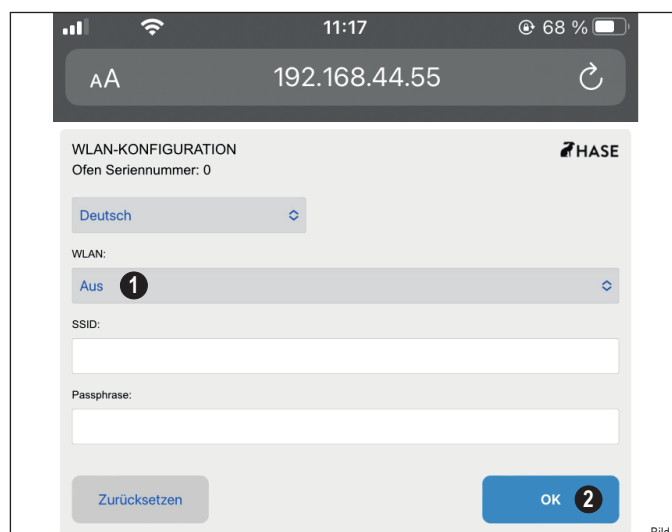 11:17
68 %
AA
192.168.44.55
WLAN-KONFIGURATION
HASE
Ofen Seriennummer: 0
Deutsch
WLAN:
Aus 1
SSID:
Passphrase:
Zurücksetzen
OK 2
Bild